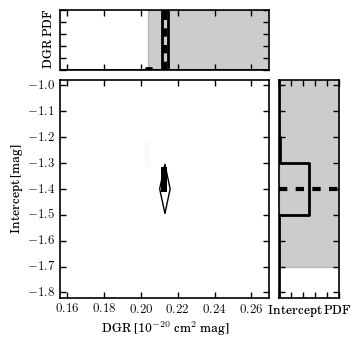 DGR PDF
−1.0
−1.1
−1.2
−1.3
−1.4
−1.5
−1.6
−1.7
−1.8
Intercept [mag]
0.16 0.18 0.20 0.22 0.24 0.26
DGR [10⁻²⁰ cm² mag]
Intercept PDF